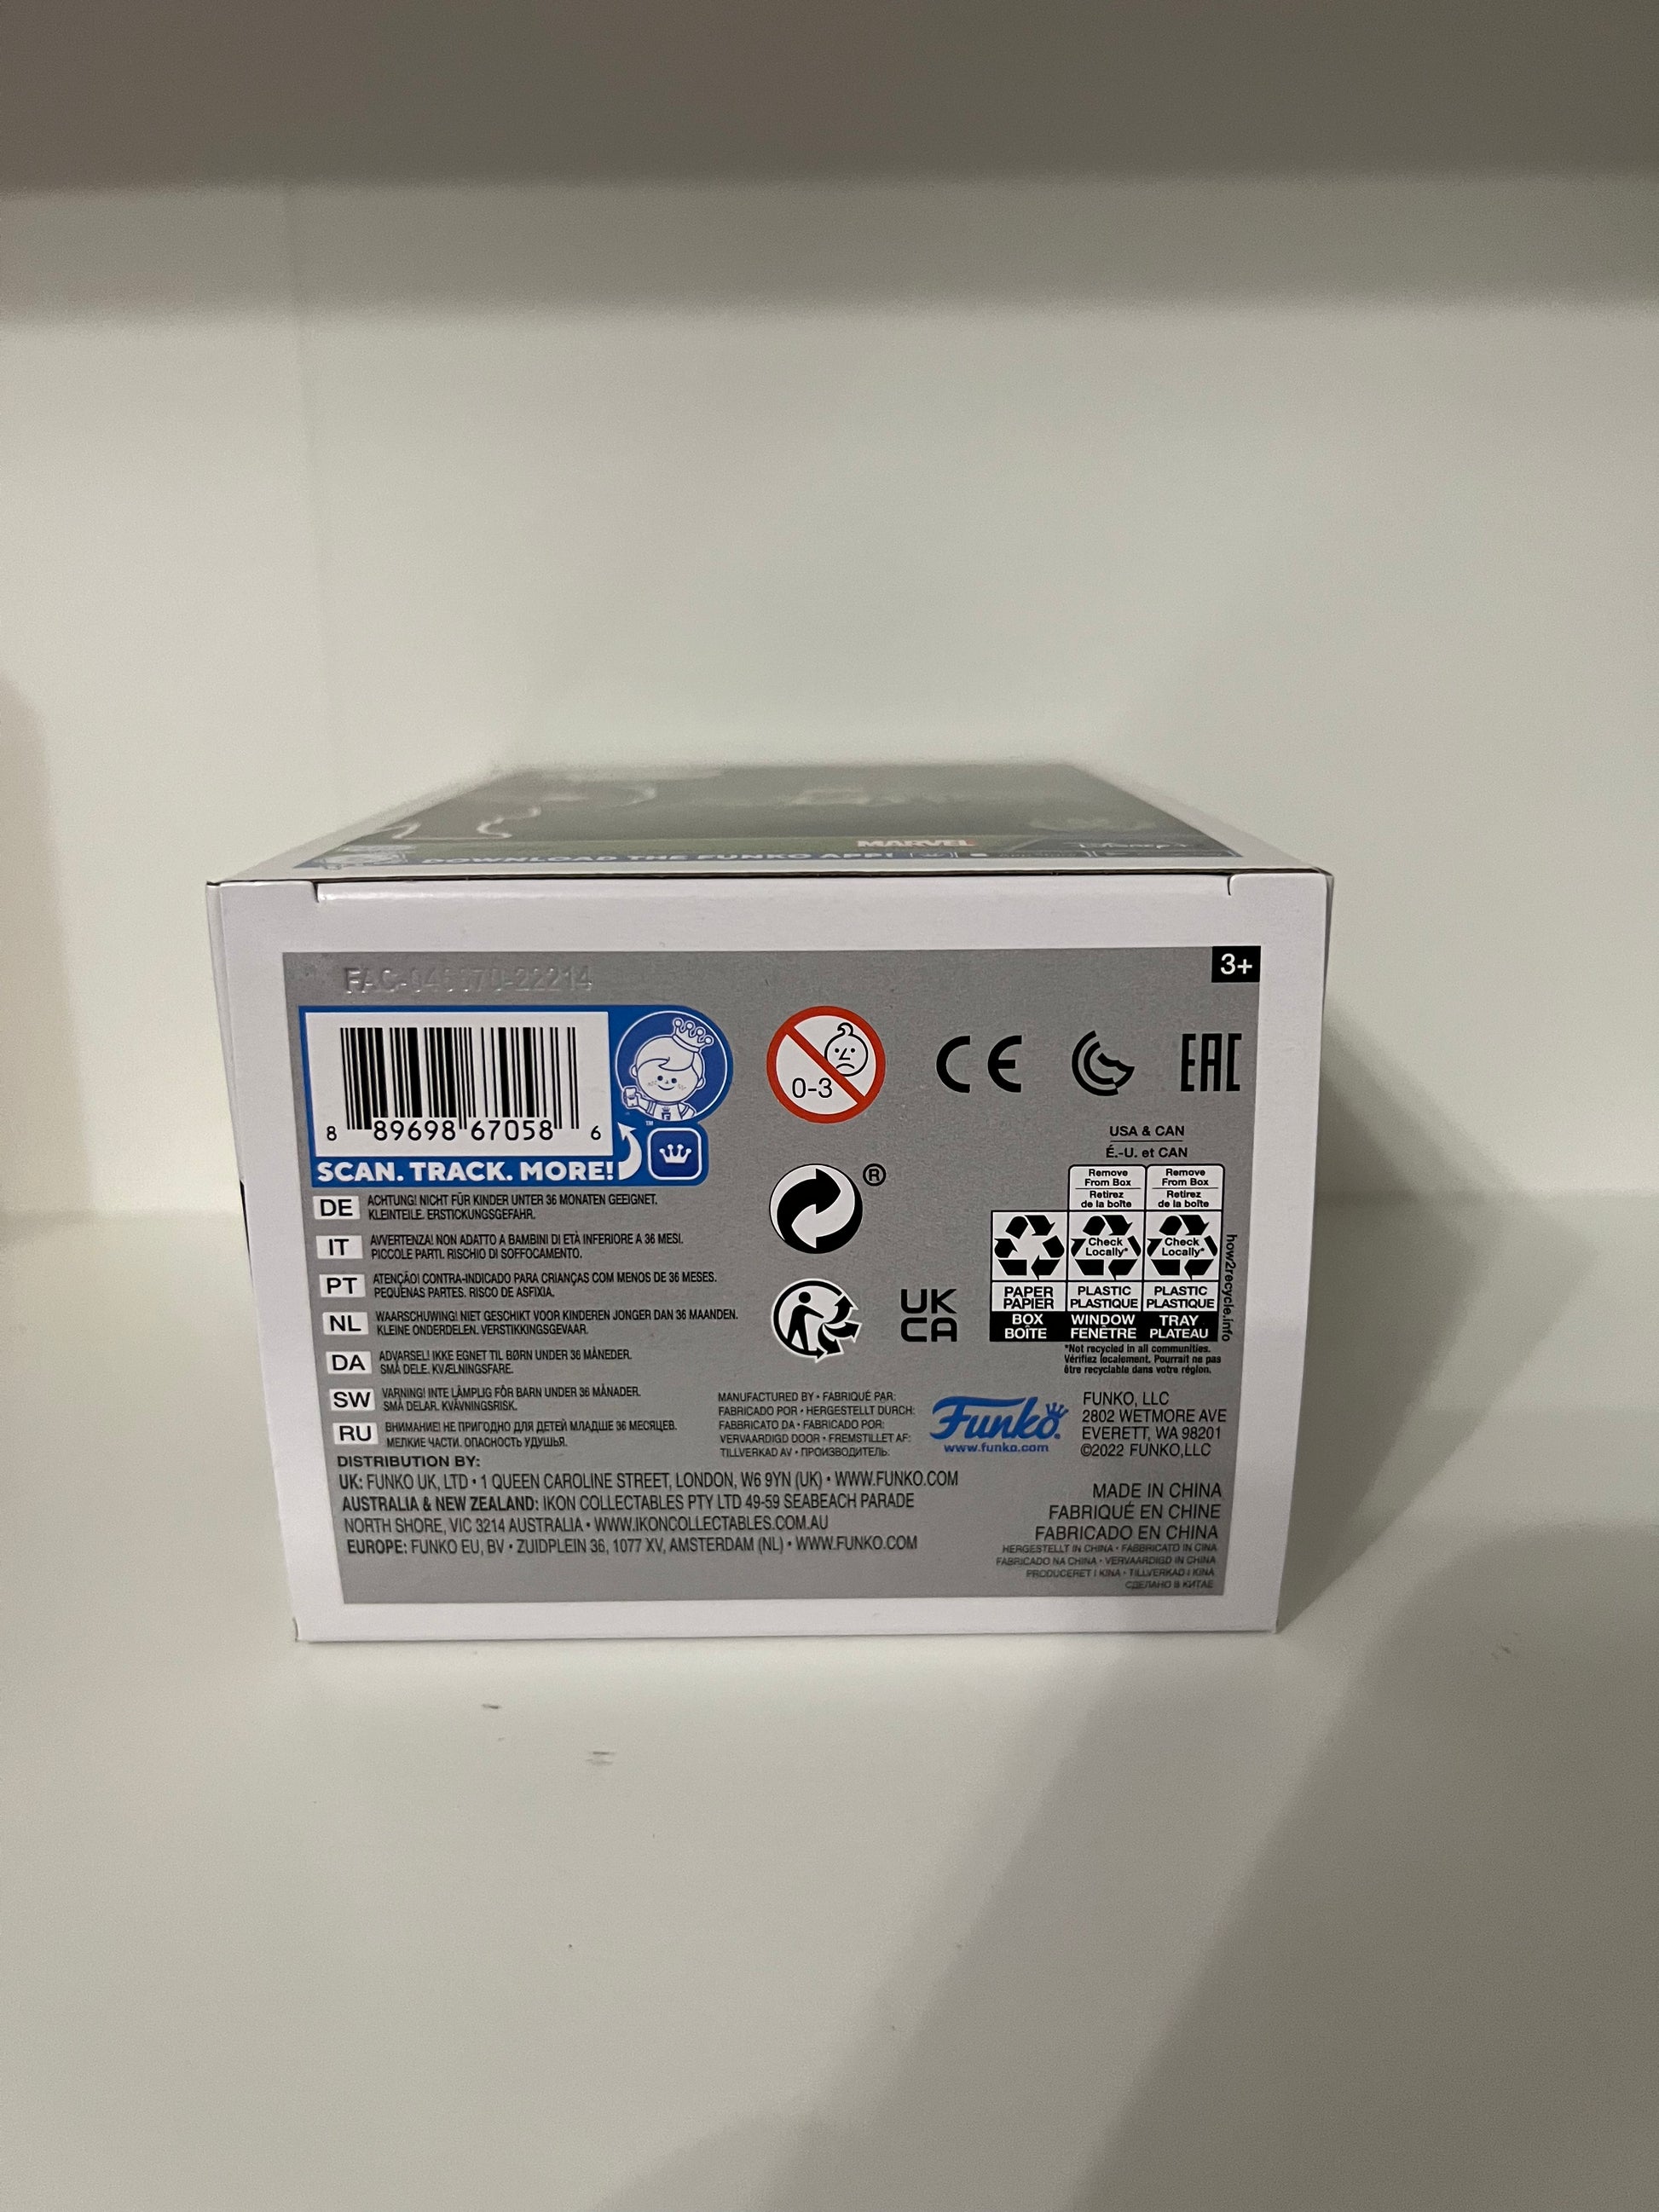 MARVEL
DOWNLOAD THE FUNKO APP!
3+
8 89698 67058 6
SCAN. TRACK. MORE!
™
0-3
CE
EAC
DE ACHTUNG! NICHT FÜR KINDER UNTER 36 MONATEN GEEIGNET.
KLEINTEILE. ERSTICKUNGSGEFAHR.
IT AVVERTENZA! NON ADATTO A BAMBINI DI ETÀ INFERIORE A 36 MESI.
PICCOLE PARTI. RISCHIO DI SOFFOCAMENTO.
PT ATENÇÃO! CONTRA-INDICADO PARA CRIANÇAS COM MENOS DE 36 MESES.
PEQUENAS PARTES. RISCO DE ASFIXIA.
NL WAARSCHUWING! NIET GESCHIKT VOOR KINDEREN JONGER DAN 36 MAANDEN.
KLEINE ONDERDELEN. VERSTIKKINGSGEVAAR.
DA ADVARSEL! IKKE EGNET TIL BØRN UNDER 36 MÅNEDER.
SMÅ DELE. KVÆLNINGSFARE.
SW VARNING! INTE LÄMPLIG FÖR BARN UNDER 36 MÅNADER.
SMÅ DELAR. KVÄVNINGSRISK.
RU ВНИМАНИЕ! НЕ ПРИГОДНО ДЛЯ ДЕТЕЙ МЛАДШЕ 36 МЕСЯЦЕВ.
МЕЛКИЕ ЧАСТИ. ОПАСНОСТЬ УДУШЬЯ.
®
UK
CA
USA & CAN
É.-U. et CAN
Remove From Box Retirez de la boîte
Remove From Box Retirez de la boîte
Check Locally*
Check Locally*
PAPER PAPIER
PLASTIC PLASTIQUE
PLASTIC PLASTIQUE
BOX BOÎTE
WINDOW FENÊTRE
TRAY PLATEAU
how2recycle.info
*Not recycled in all communities.
Vérifiez localement. Pourrait ne pas
être recyclable dans votre région.
MANUFACTURED BY • FABRIQUÉ PAR:
FABRICADO POR • HERGESTELLT DURCH:
FABBRICATO DA • FABRICADO POR:
VERVAARDIGD DOOR • FREMSTILLET AF:
TILLVERKAD AV • ПРОИЗВОДИТЕЛЬ:
Funko
www.funko.com
FUNKO, LLC
2802 WETMORE AVE
EVERETT, WA 98201
©2022 FUNKO,LLC
DISTRIBUTION BY:
UK: FUNKO UK, LTD • 1 QUEEN CAROLINE STREET, LONDON, W6 9YN (UK) • WWW.FUNKO.COM
AUSTRALIA & NEW ZEALAND: IKON COLLECTABLES PTY LTD 49-59 SEABEACH PARADE
NORTH SHORE, VIC 3214 AUSTRALIA • WWW.IKONCOLLECTABLES.COM.AU
EUROPE: FUNKO EU, BV • ZUIDPLEIN 36, 1077 XV, AMSTERDAM (NL) • WWW.FUNKO.COM
MADE IN CHINA
FABRIQUÉ EN CHINE
FABRICADO EN CHINA
HERGESTELLT IN CHINA • FABBRICATO IN CINA
FABRICADO NA CHINA • VERVAARDIGD IN CHINA
PRODUCERET I KINA • TILLVERKAD I KINA
СДЕЛАНО В КИТАЕ